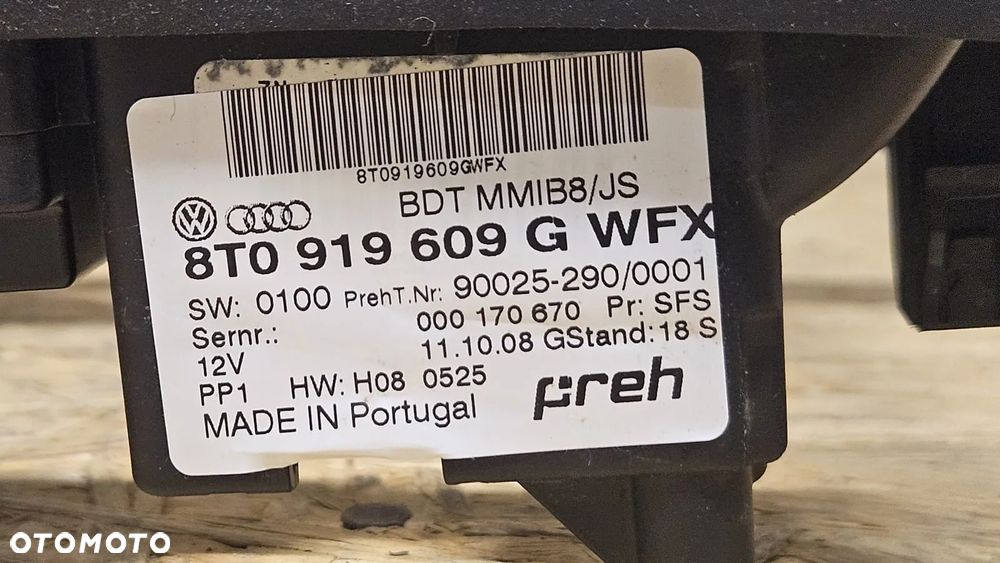 8T0919609GWFX
BDT MMIB8/JS
8T0 919 609 G WFX
SW: 0100 PrehT.Nr: 90025-290/0001
Sernr.: 000 170 670 Pr: SFS
12V 11.10.08 GStand: 18 S
PP1 HW: H08 0525
preh
MADE IN Portugal
OTOMOTO